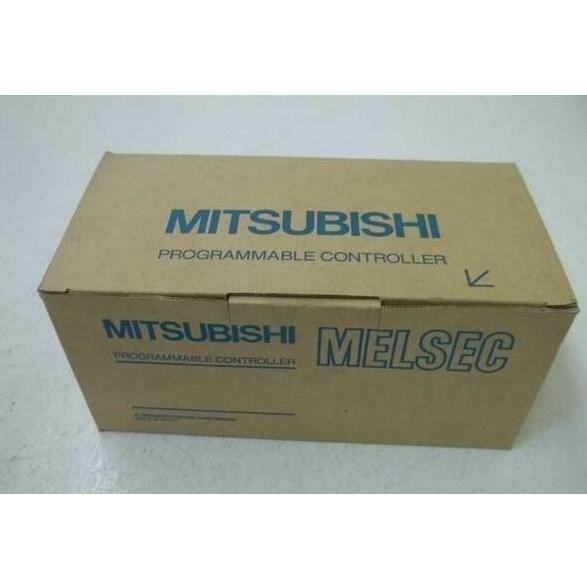 MITSUBISHI
PROGRAMMABLE CONTROLLER
MITSUBISHI
PROGRAMMABLE CONTROLLER
MELSEC